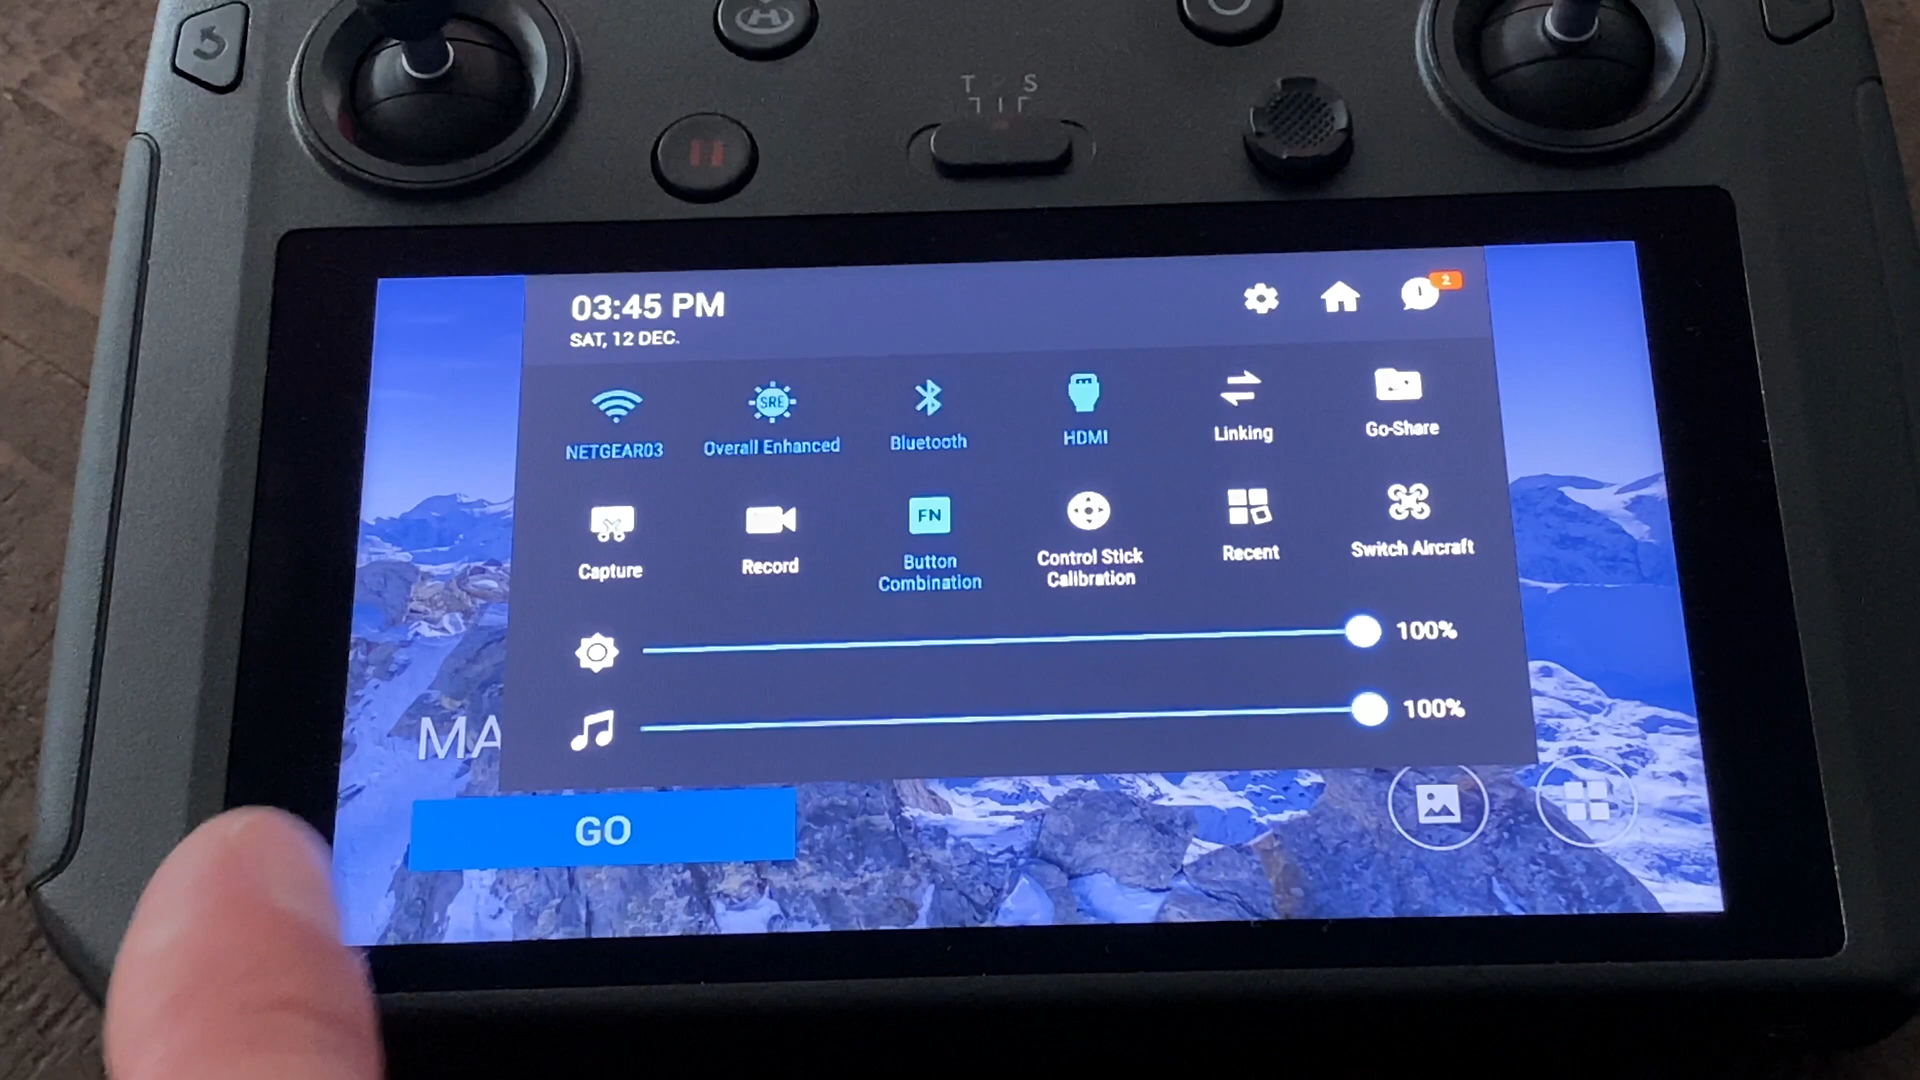 T P S
03:45 PM
2
SAT, 12 DEC.
NETGEAR03
SRE
Overall Enhanced
Bluetooth
HDMI
Linking
Go-Share
Capture
Record
FN
Button
Combination
Control Stick
Calibration
Recent
Switch Aircraft
100%
100%
MA
GO